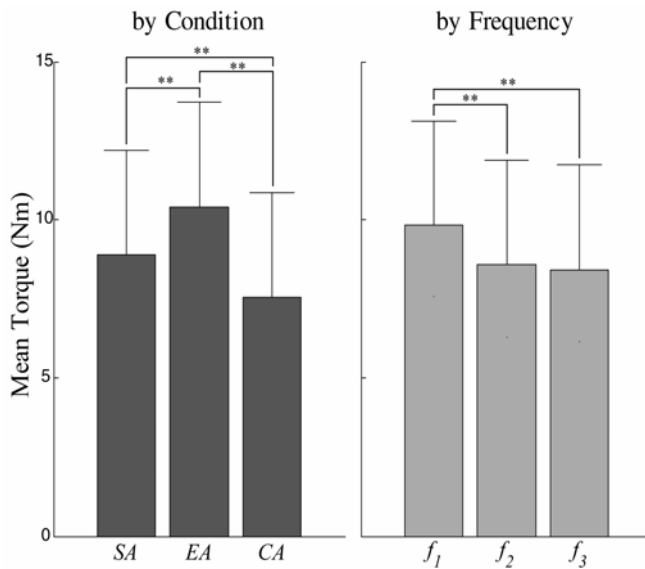 by Condition
by Frequency
Mean Torque (Nm)
15
10
5
0
**
**
**
**
**
SA
EA
CA
f1
f2
f3